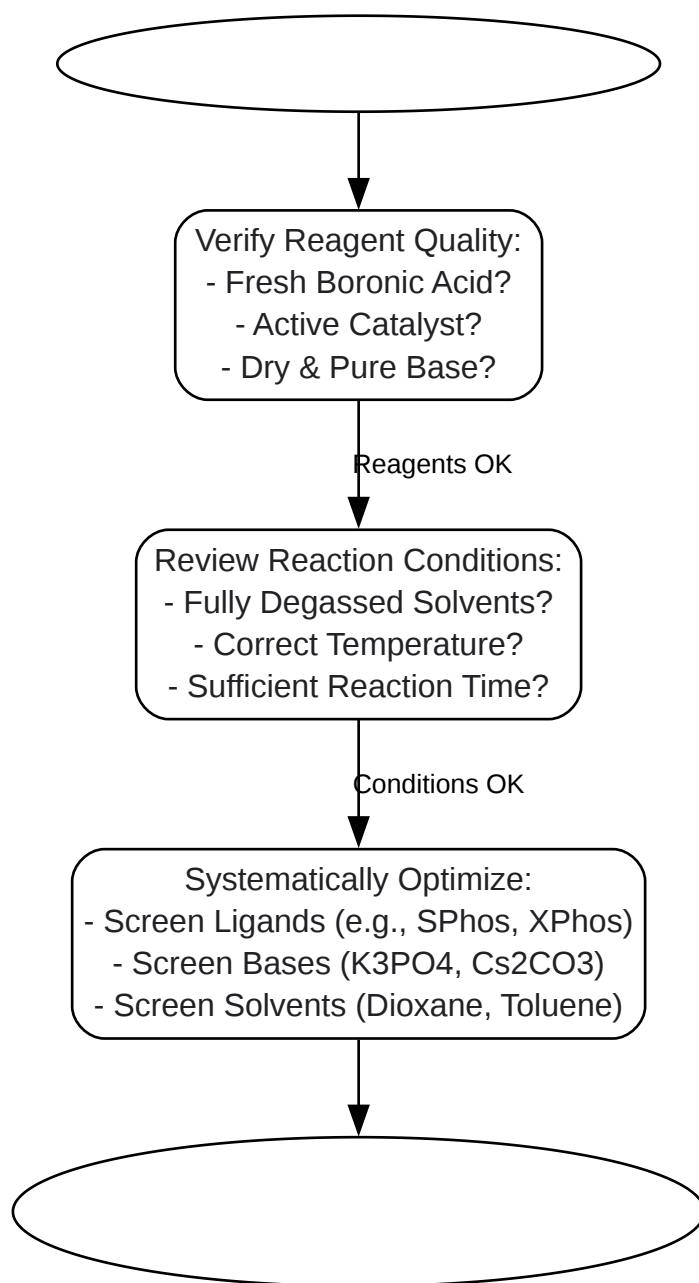 Verify Reagent Quality:
- Fresh Boronic Acid?
- Active Catalyst?
- Dry & Pure Base?
Reagents OK
Review Reaction Conditions:
- Fully Degassed Solvents?
- Correct Temperature?
- Sufficient Reaction Time?
Conditions OK
Systematically Optimize:
- Screen Ligands (e.g., SPhos, XPhos)
- Screen Bases (K3PO4, Cs2CO3)
- Screen Solvents (Dioxane, Toluene)